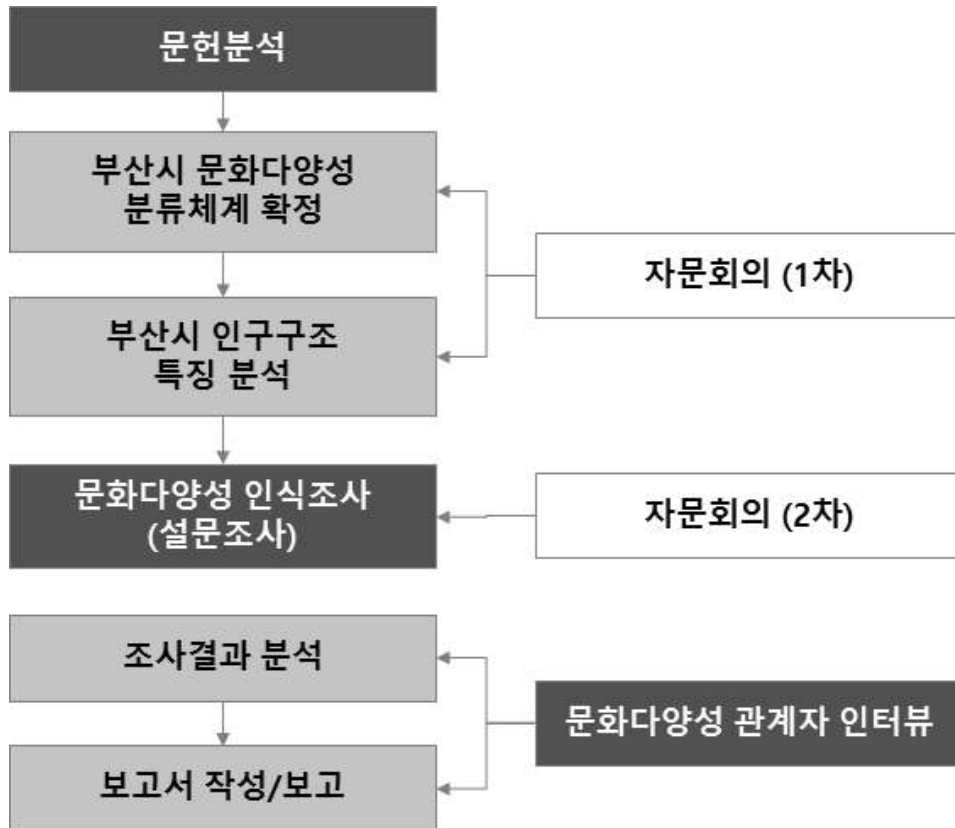 문헌분석
부산시 문화다양성
분류체계 확정
자문회의 (1차)
부산시 인구구조
특징 분석
문화다양성 인식조사
(설문조사)
자문회의 (2차)
조사결과 분석
문화다양성 관계자 인터뷰
보고서 작성/보고